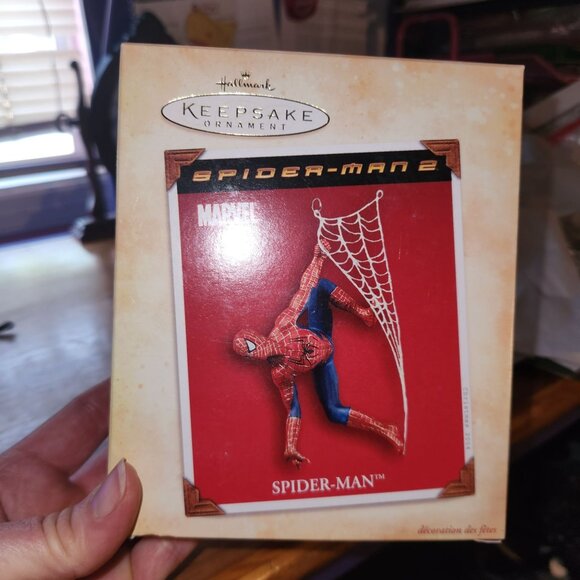 Hallmark
KEEPSAKE
ORNAMENT
SPIDER-MAN 2
MARVEL
SPIDER-MAN™
décoration des fêtes